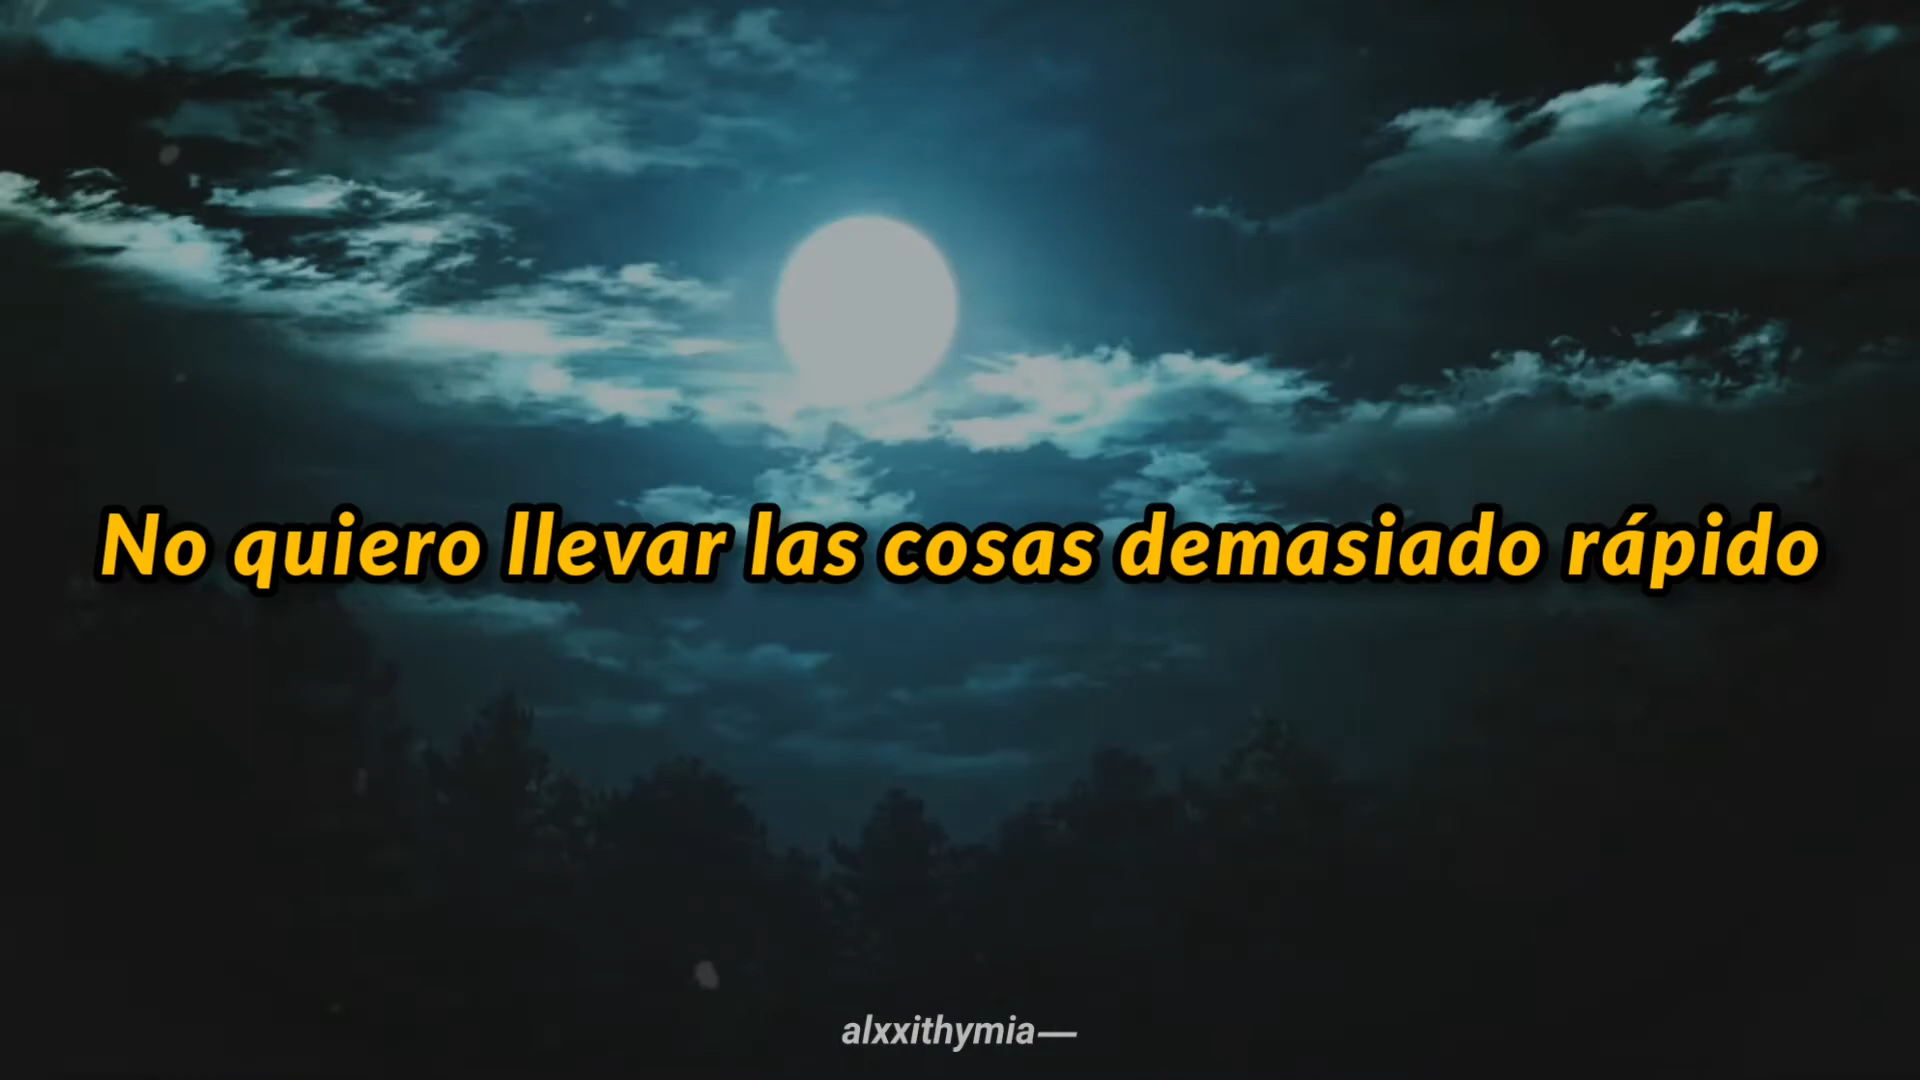 No quiero llevar las cosas demasiado rápido
alxxithymia—